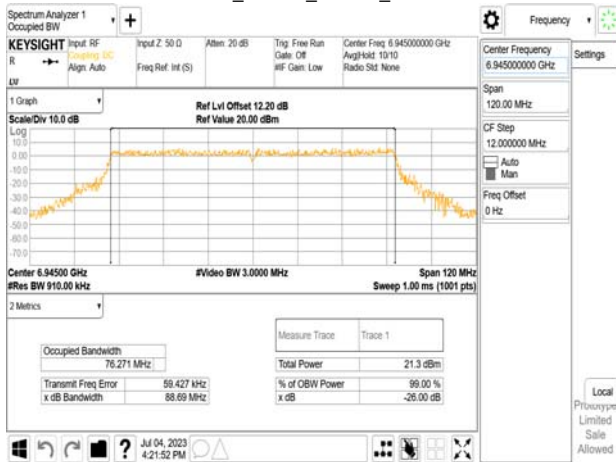 Spectrum Analyzer 1
Occupied BW
Frequency
KEYSIGHT
Input: RF
Coupling: DC
Align: Auto
Input Z: 50 Ω
Freq Ref: Int (S)
Atten: 20 dB
Trig: Free Run
Gate: Off
#IF Gain: Low
Center Freq: 6.945000000 GHz
Avg|Hold: 10/10
Radio Std: None
R
LU
1 Graph
Scale/Div 10.0 dB
Ref Lvl Offset 12.20 dB
Ref Value 20.00 dBm
Log
10.0
0.00
-10.0
-20.0
-30.0
-40.0
-50.0
-60.0
-70.0
Center 6.94500 GHz
#Res BW 910.00 kHz
#Video BW 3.0000 MHz
Span 120 MHz
Sweep 1.00 ms (1001 pts)
2 Metrics
Measure Trace Trace 1
Occupied Bandwidth
76.271 MHz
Total Power 21.3 dBm
Transmit Freq Error 59.427 kHz
% of OBW Power 99.00 %
x dB Bandwidth 88.69 MHz
x dB -26.00 dB
Jul 04, 2023
4:21:52 PM
Center Frequency
6.945000000 GHz
Settings
Span
120.00 MHz
CF Step
12.000000 MHz
Auto
Man
Freq Offset
0 Hz
Local
Prototype
Limited
Sale
Allowed